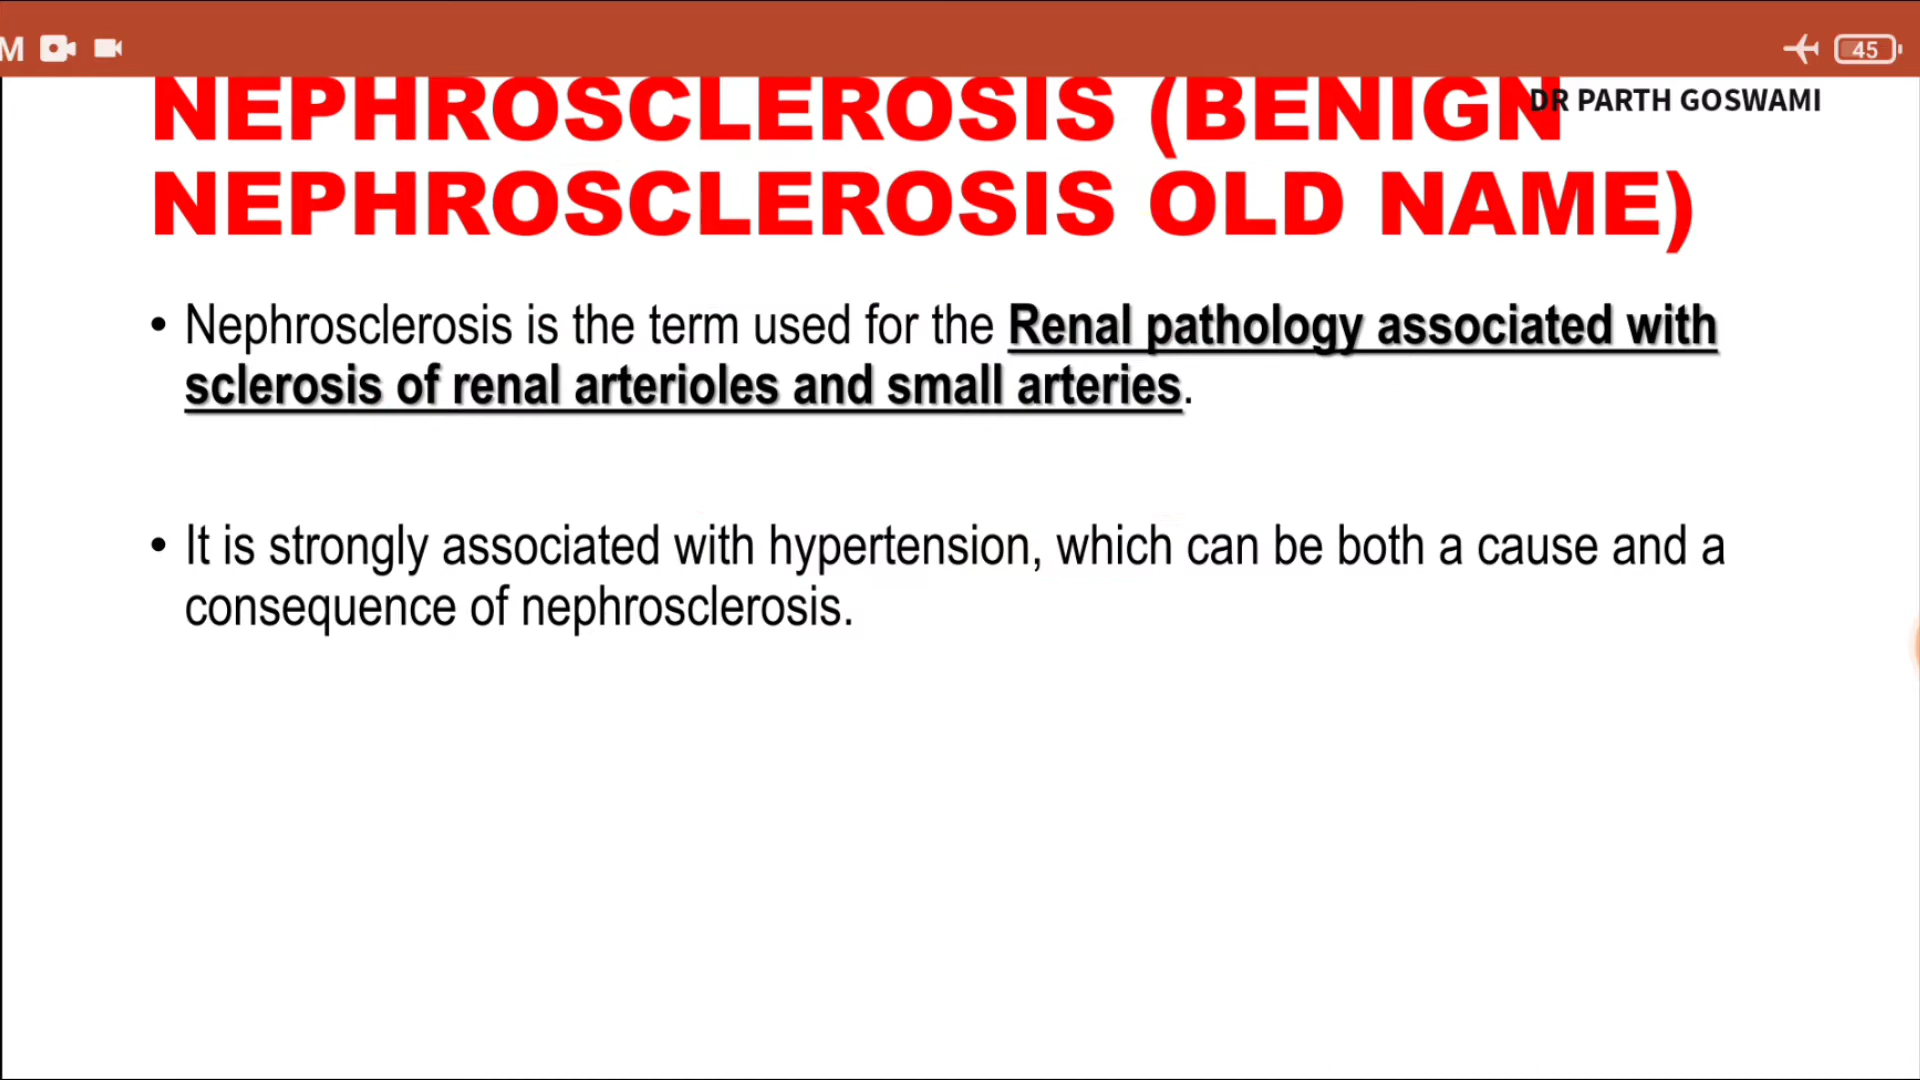 M
45
DR PARTH GOSWAMI
NEPHROSCLEROSIS (BENIGN
NEPHROSCLEROSIS OLD NAME)
• Nephrosclerosis is the term used for the Renal pathology associated with
sclerosis of renal arterioles and small arteries.
• It is strongly associated with hypertension, which can be both a cause and a
consequence of nephrosclerosis.